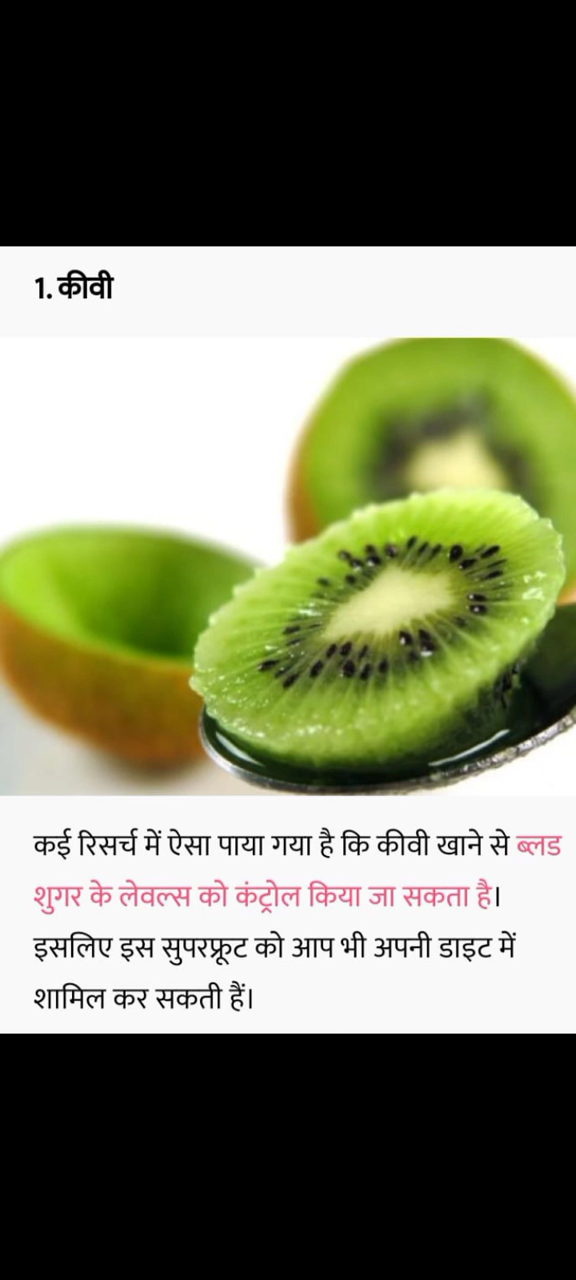 1. कीवी
कई रिसर्च में ऐसा पाया गया है कि कीवी खाने से ब्लड
शुगर के लेवल्स को कंट्रोल किया जा सकता है।
इसलिए इस सुपरफ्रूट को आप भी अपनी डाइट में
शामिल कर सकती हैं।